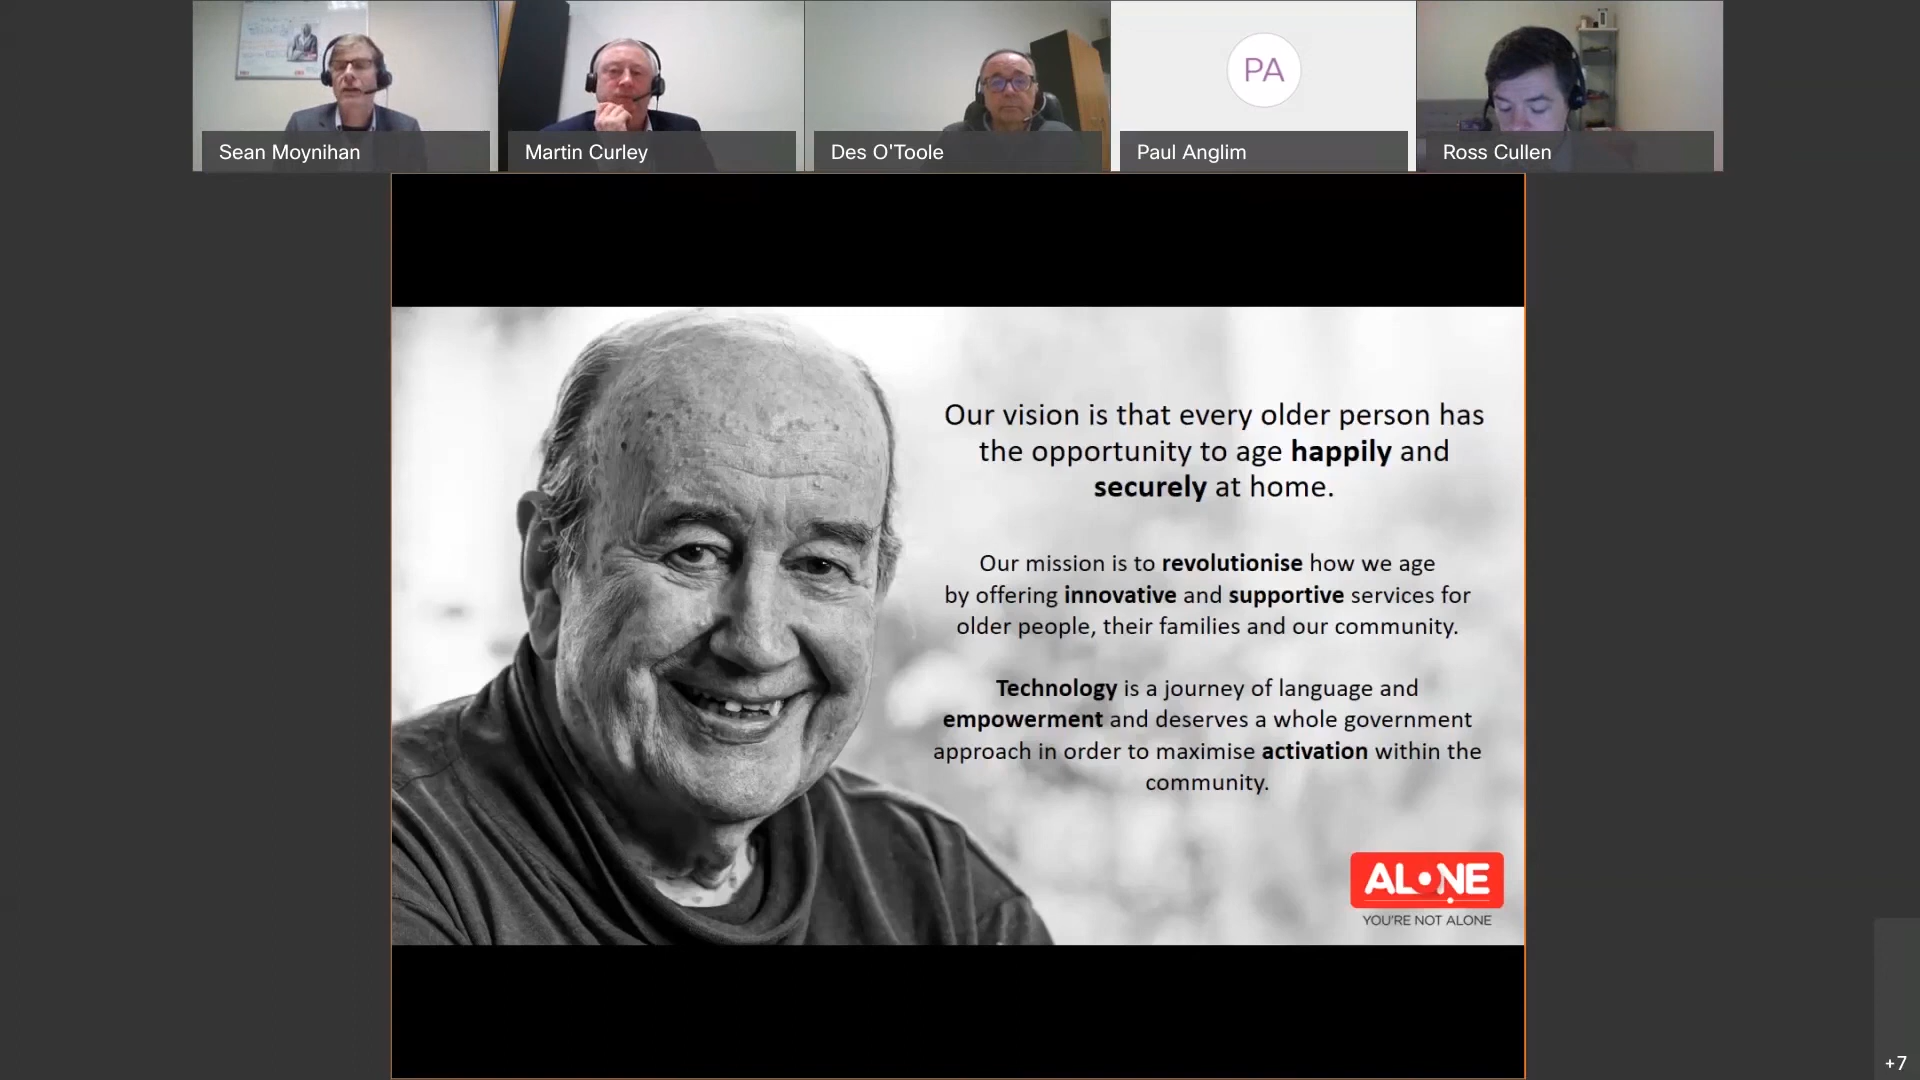 Sean Moynihan
Martin Curley
Des O'Toole
PA
Paul Anglim
Ross Cullen
Our vision is that every older person has
the opportunity to age happily and
securely at home.
Our mission is to revolutionise how we age
by offering innovative and supportive services for
older people, their families and our community.
Technology is a journey of language and
empowerment and deserves a whole government
approach in order to maximise activation within the
community.
ALONE
YOU'RE NOT ALONE
+7